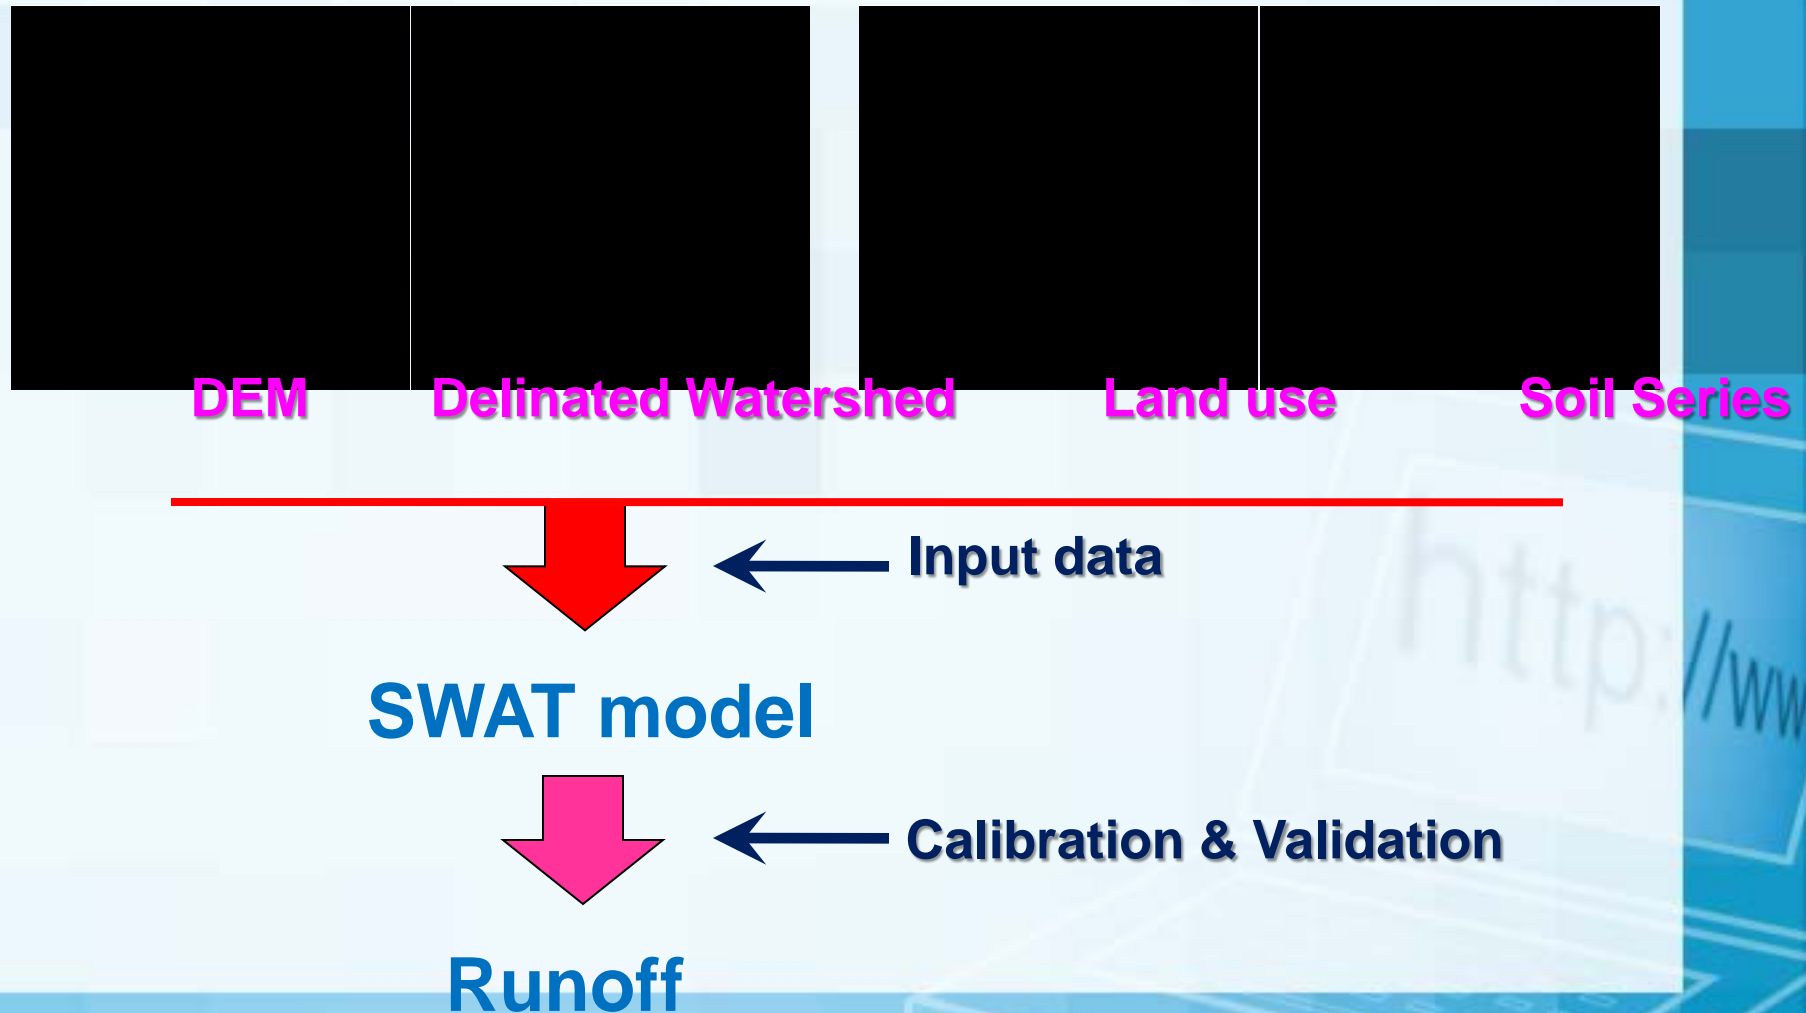 DEM Delinated Watershed Land use Soil Series
Input data
SWAT model
Calibration & Validation
Runoff
http://ww